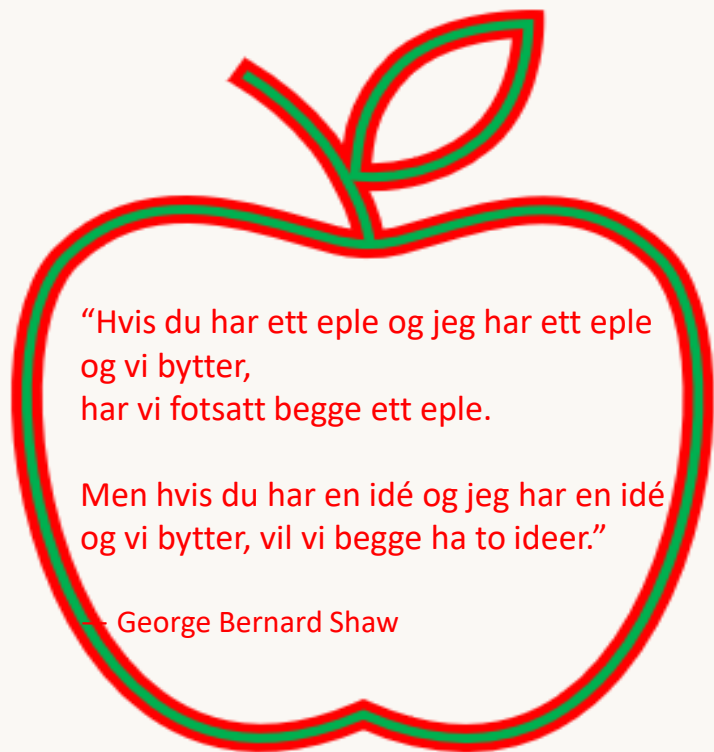 “Hvis du har ett eple og jeg har ett eple
og vi bytter,
har vi fotsatt begge ett eple.
Men hvis du har en idé og jeg har en idé
og vi bytter, vil vi begge ha to ideer.”
― George Bernard Shaw